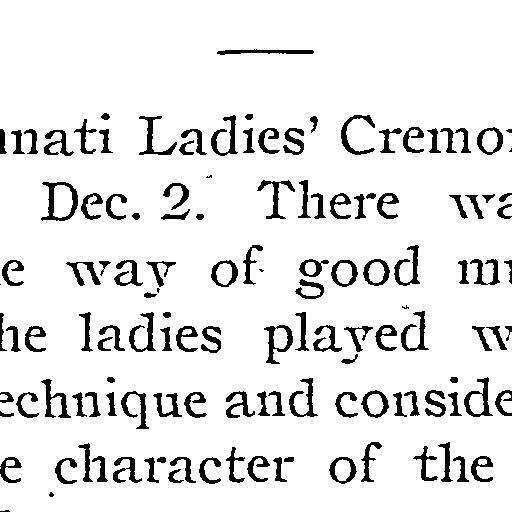 nnati Ladies' Cremo
Dec. 2. There wa
e way of good mu
he ladies played w
echnique and conside
e character of the